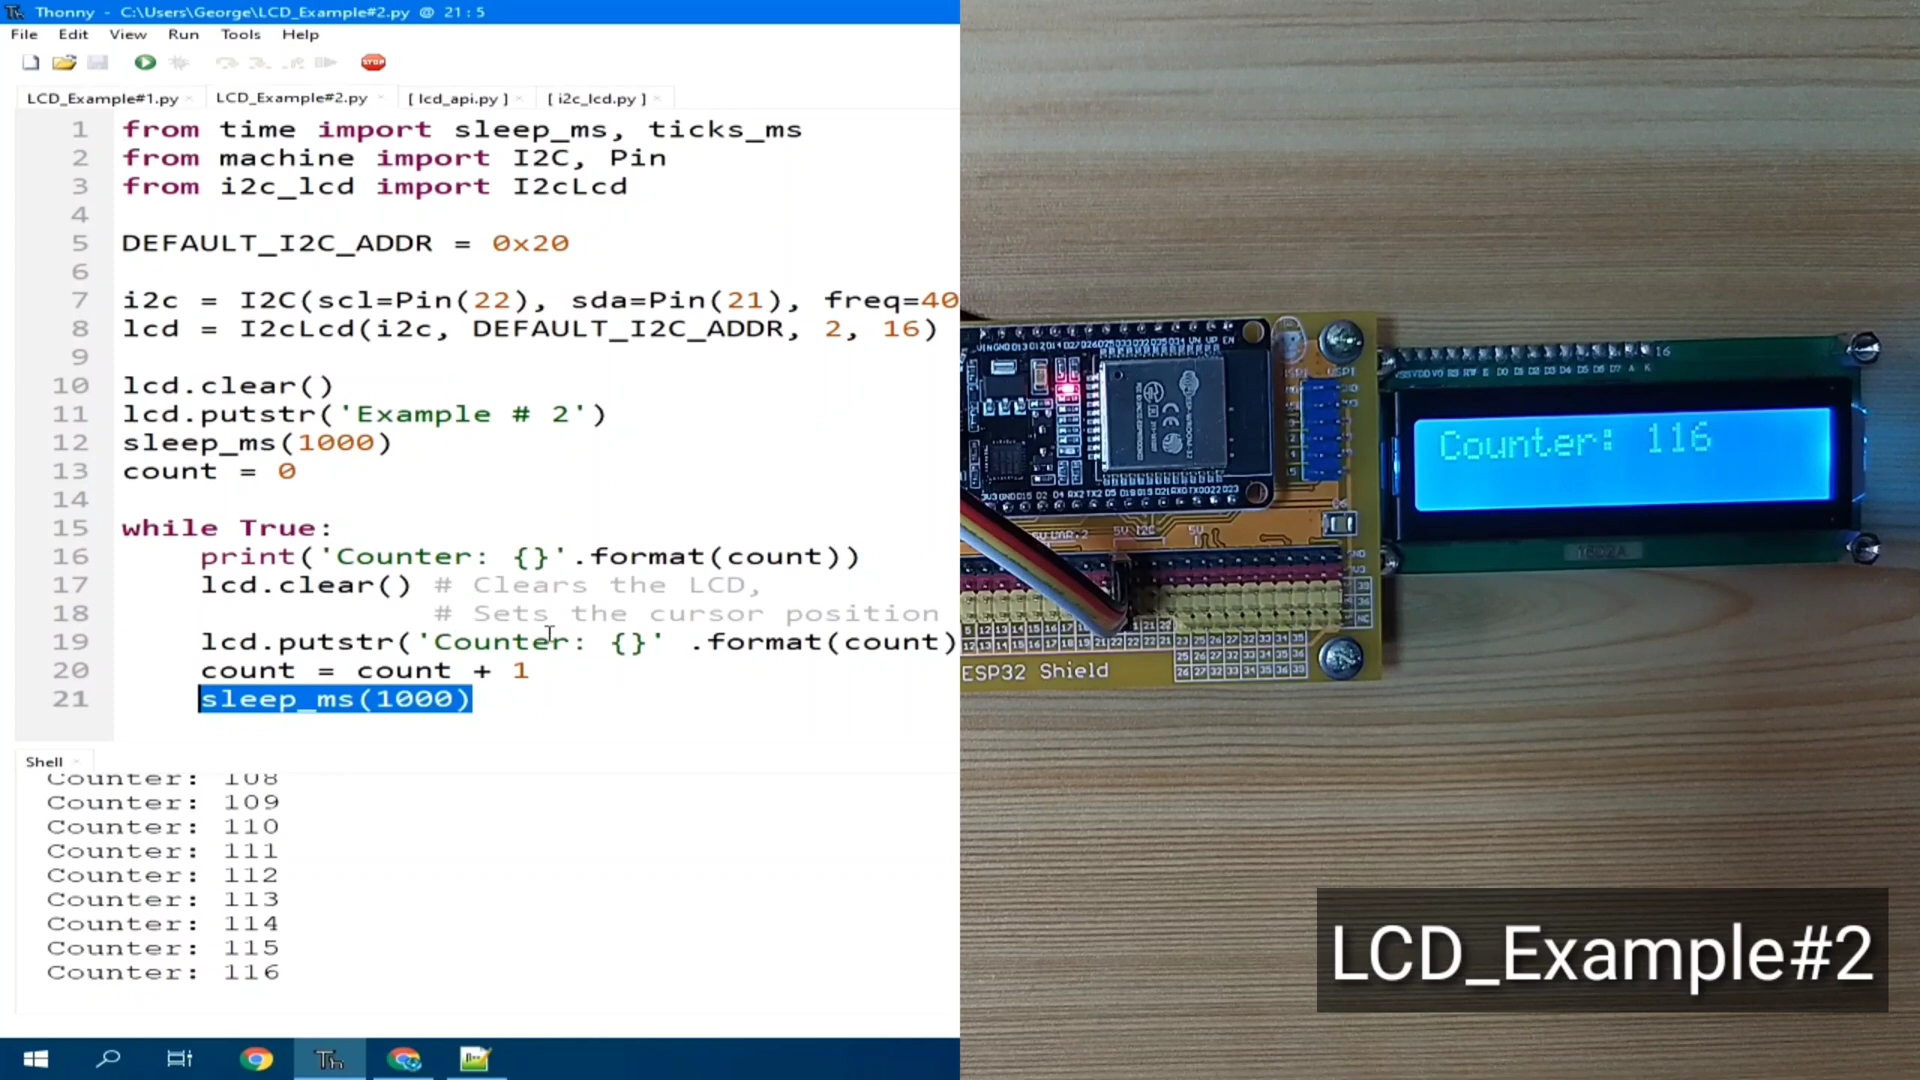 Thonny - C:\Users\George\LCD_Example#2.py @ 21 : 5
File Edit View Run Tools Help
STOP
LCD_Example#1.py LCD_Example#2.py [ lcd_api.py ] [ i2c_lcd.py ]
1 from time import sleep_ms, ticks_ms
2 from machine import I2C, Pin
3 from i2c_lcd import I2cLcd
4
5 DEFAULT_I2C_ADDR = 0x20
6
7 i2c = I2C(scl=Pin(22), sda=Pin(21), freq=40
8 lcd = I2cLcd(i2c, DEFAULT_I2C_ADDR, 2, 16)
9
10 lcd.clear()
11 lcd.putstr('Example # 2')
12 sleep_ms(1000)
13 count = 0
14
15 while True:
16 print('Counter: {}'.format(count))
17 lcd.clear() # Clears the LCD,
18 # Sets the cursor position
19 lcd.putstr('Counter: {}' .format(count)
20 count = count + 1
21 sleep_ms(1000)
Shell
Counter: 108
Counter: 109
Counter: 110
Counter: 111
Counter: 112
Counter: 113
Counter: 114
Counter: 115
Counter: 116
Th
16
Counter: 116
1602A
ESP32 Shield
LCD_Example#2